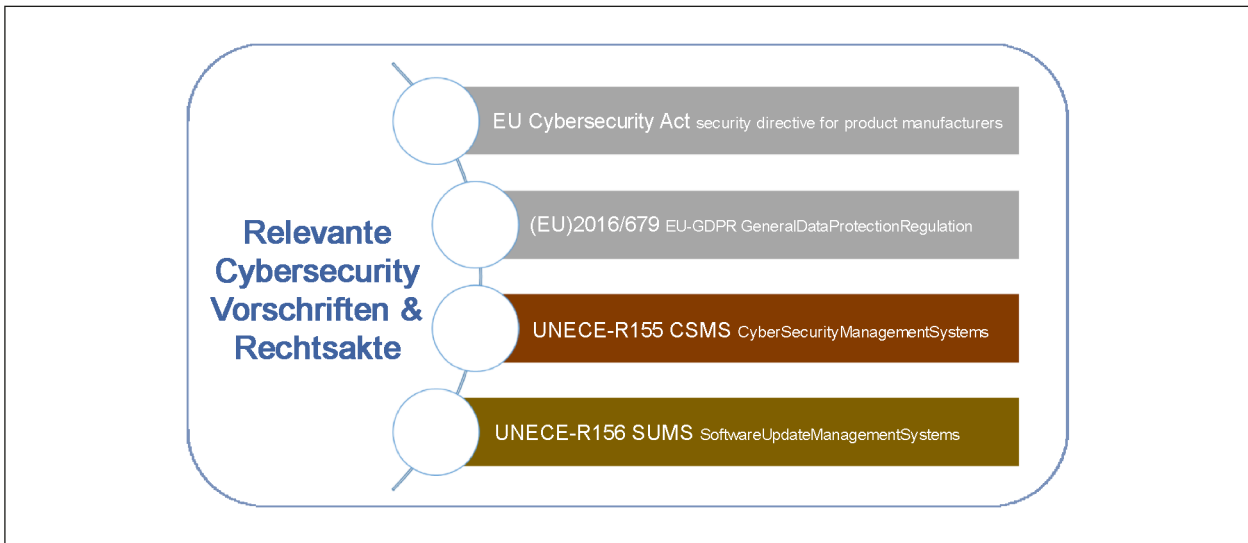 Relevante
Cybersecurity
Vorschriften &
Rechtsakte
EU Cybersecurity Act security directive for product manufacturers
(EU)2016/679 EU-GDPR GeneralDataProtectionRegulation
UNECE-R155 CSMS CyberSecurityManagementSystems
UNECE-R156 SUMS SoftwareUpdateManagementSystems